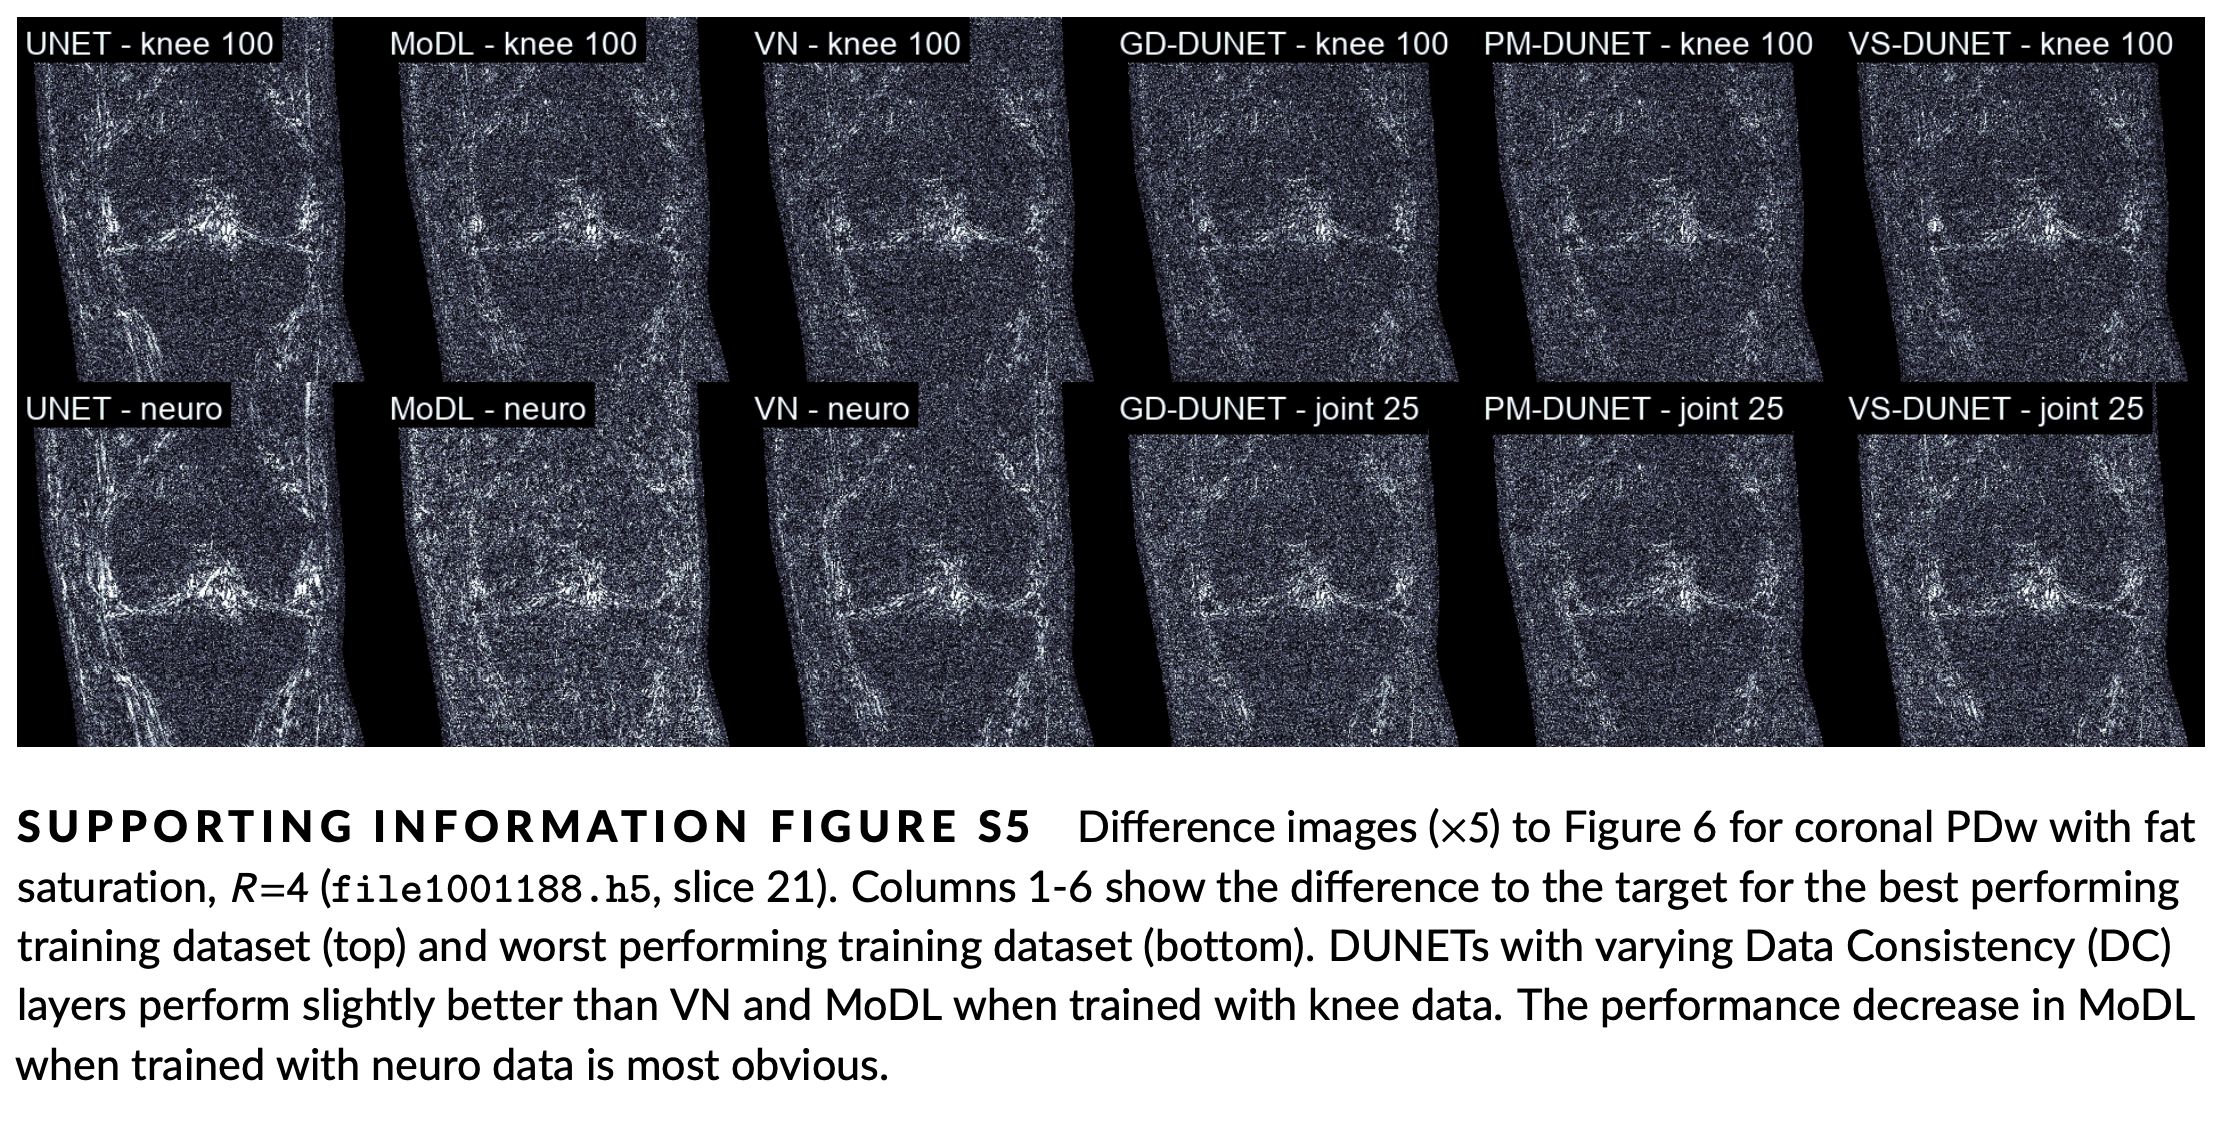 UNET - knee 100 MoDL - knee 100 VN - knee 100 GD-DUNET - knee 100 PM-DUNET - knee 100 VS-DUNET - knee 100
UNET - neuro MoDL - neuro VN - neuro GD-DUNET - joint 25 PM-DUNET - joint 25 VS-DUNET - joint 25
SUPPORTING INFORMATION FIGURE S5 Difference images (×5) to Figure 6 for coronal PDw with fat
saturation, R=4 (file1001188.h5, slice 21). Columns 1-6 show the difference to the target for the best performing
training dataset (top) and worst performing training dataset (bottom). DUNETs with varying Data Consistency (DC)
layers perform slightly better than VN and MoDL when trained with knee data. The performance decrease in MoDL
when trained with neuro data is most obvious.